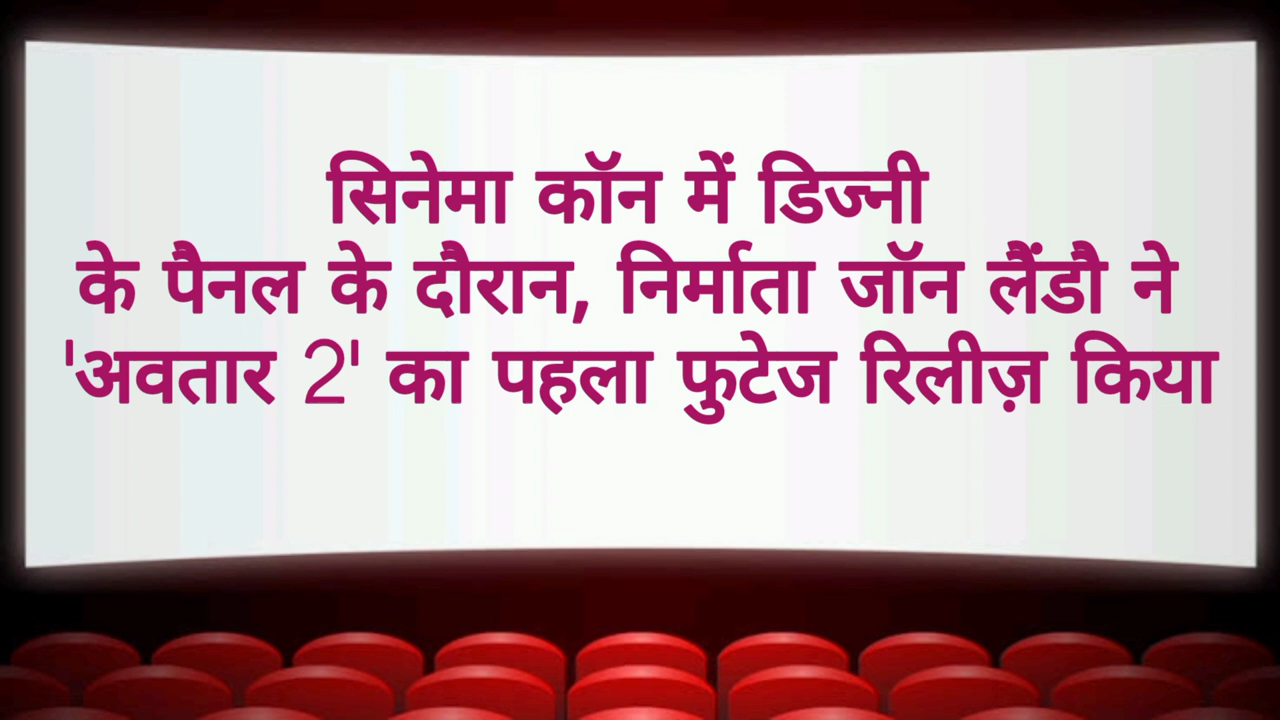 सिनेमा कॉन में डिज्नी
के पैनल के दौरान, निर्माता जॉन लैंडौ ने
'अवतार 2' का पहला फुटेज रिलीज़ किया